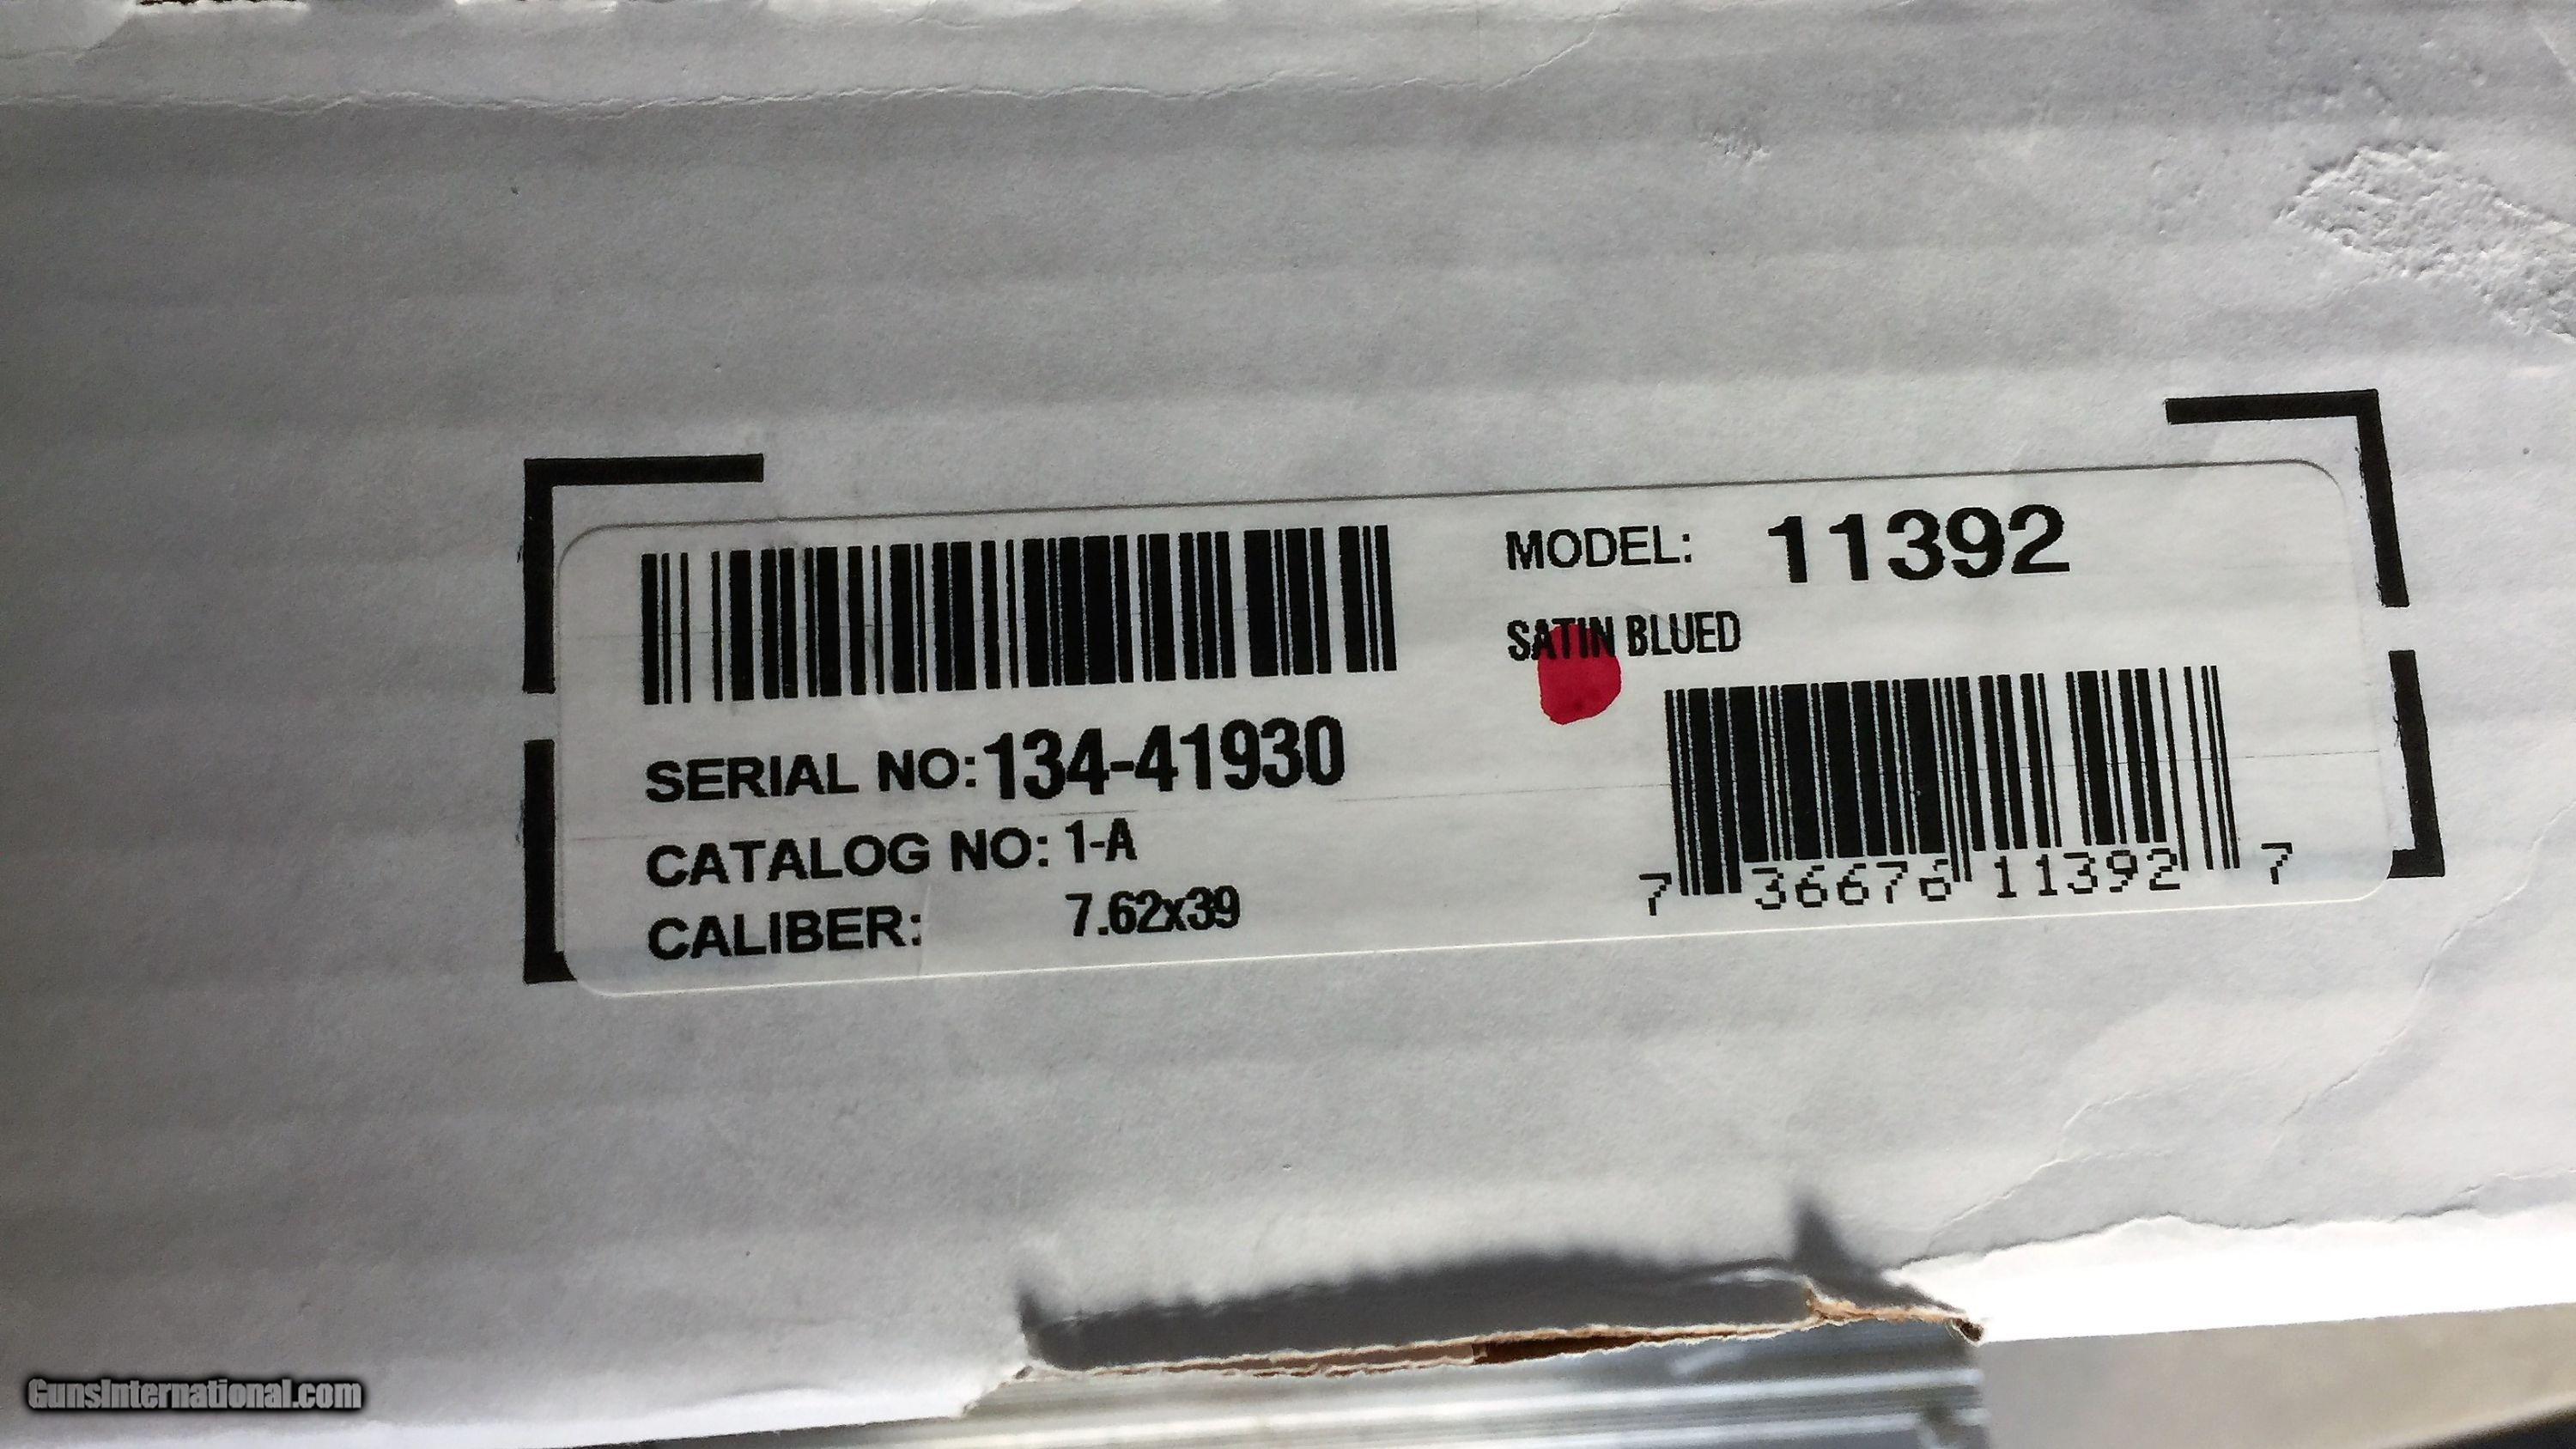 MODEL: 11392
SATIN BLUED
SERIAL NO: 134-41930
CATALOG NO: 1-A
CALIBER: 7.62x39
7 36676 11392 7
GunsInternational.com